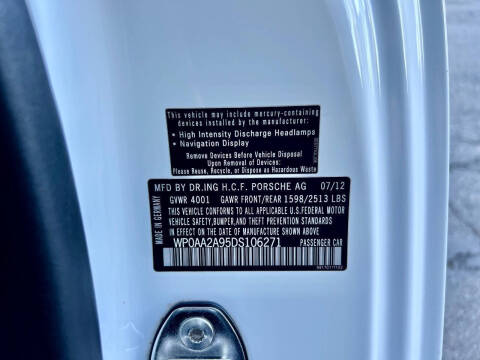 This vehicle may include mercury-containing
devices installed by the manufacturer:
• High Intensity Discharge Headlamps
• Navigation Display
Remove Devices Before Vehicle Disposal
Upon Removal of Devices:
Please Reuse, Recycle, or Dispose as Hazardous Waste
MADE IN GERMANY
MFD BY DR.ING H.C.F. PORSCHE AG 07/12
GVWR 4001 GAWR FRONT/REAR 1598/2513 LBS
THIS VEHICLE CONFORMS TO ALL APPLICABLE U.S.FEDERAL MOTOR
VEHICLE SAFETY, BUMPER, AND THEFT PREVENTION STANDARDS
IN EFFECT ON THE DATE OF MANUFACTURE SHOWN ABOVE.
WP0AA2A95DS106271 PASSENGER CAR